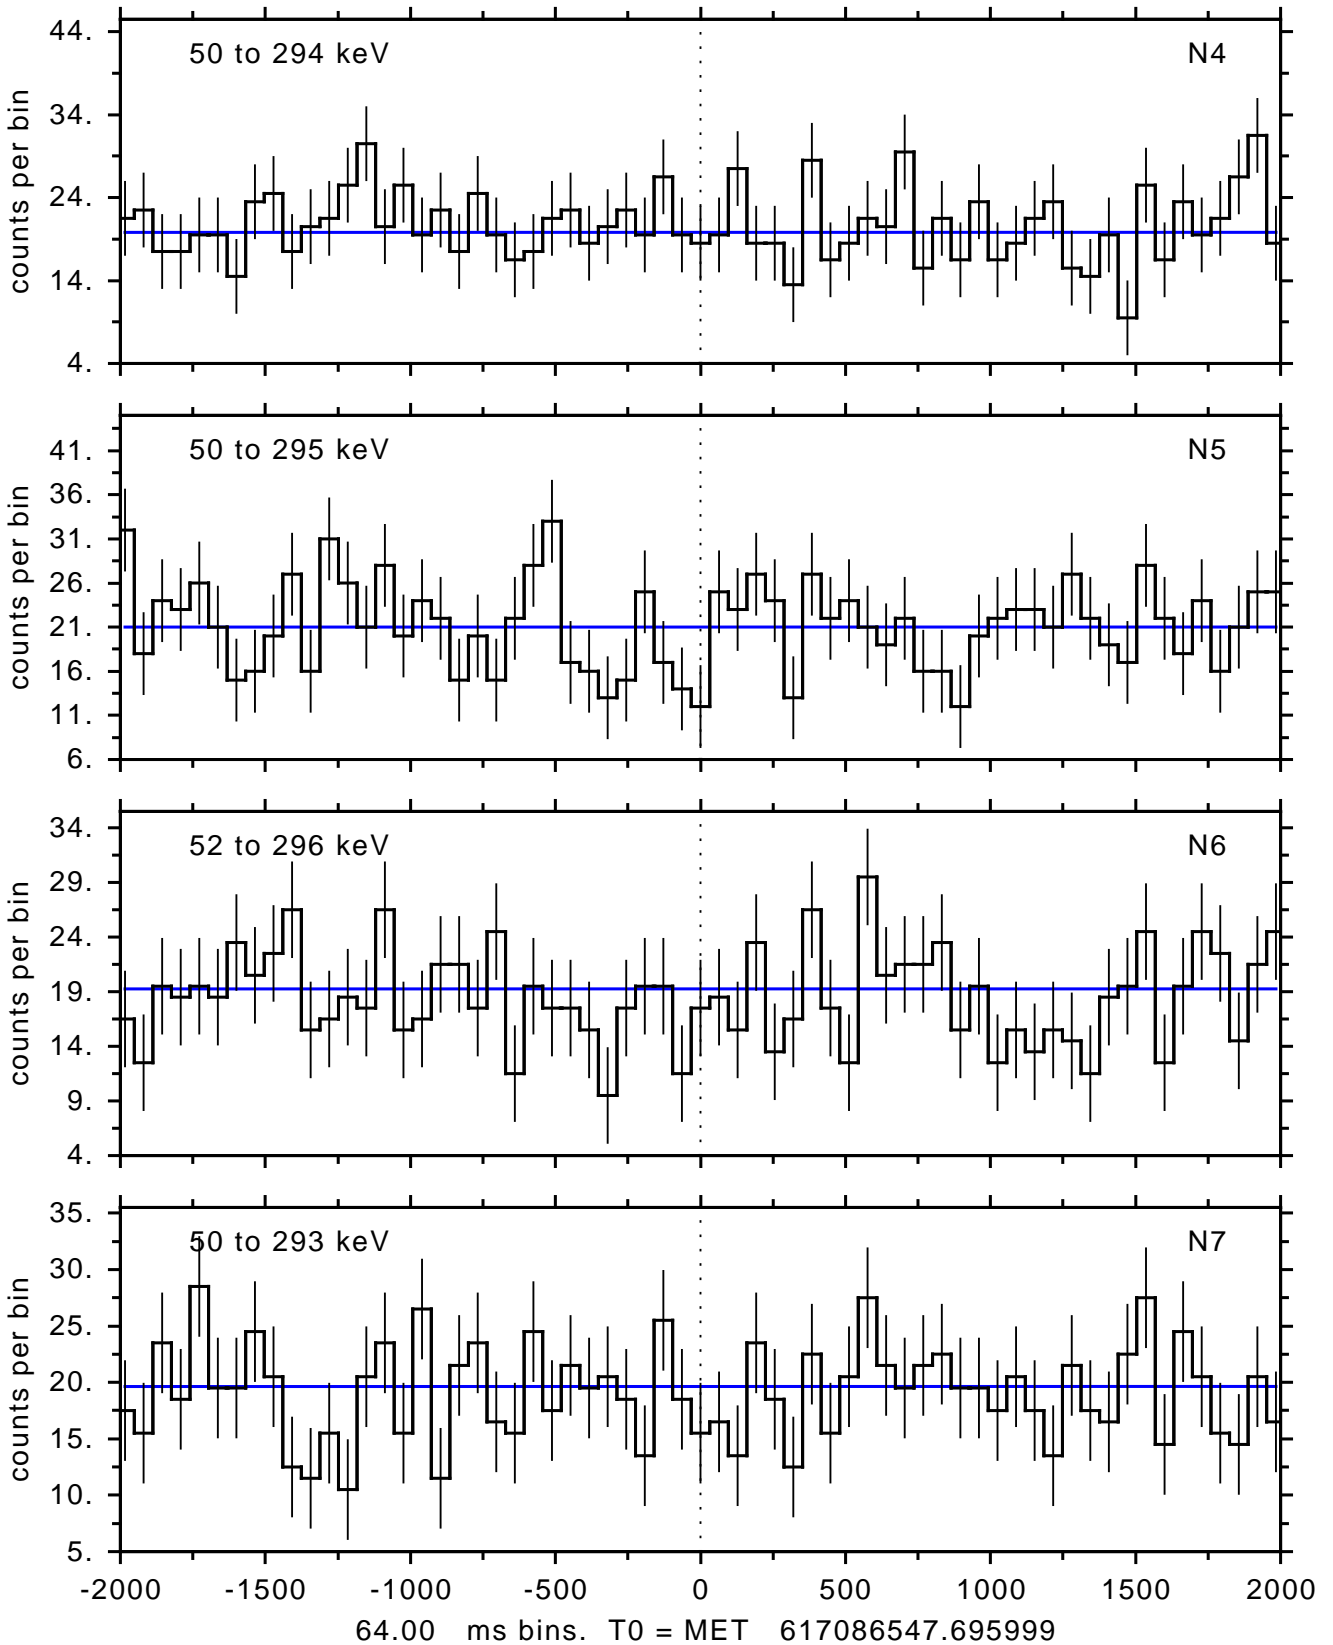 50 to 294 keV N4
44.
34.
24.
14.
4.
counts per bin
50 to 295 keV N5
41.
36.
31.
26.
21.
16.
11.
6.
counts per bin
52 to 296 keV N6
34.
29.
24.
19.
14.
9.
4.
counts per bin
50 to 293 keV N7
35.
30.
25.
20.
15.
10.
5.
counts per bin
-2000 -1500 -1000 -500 0 500 1000 1500 2000
64.00 ms bins. T0 = MET 617086547.695999